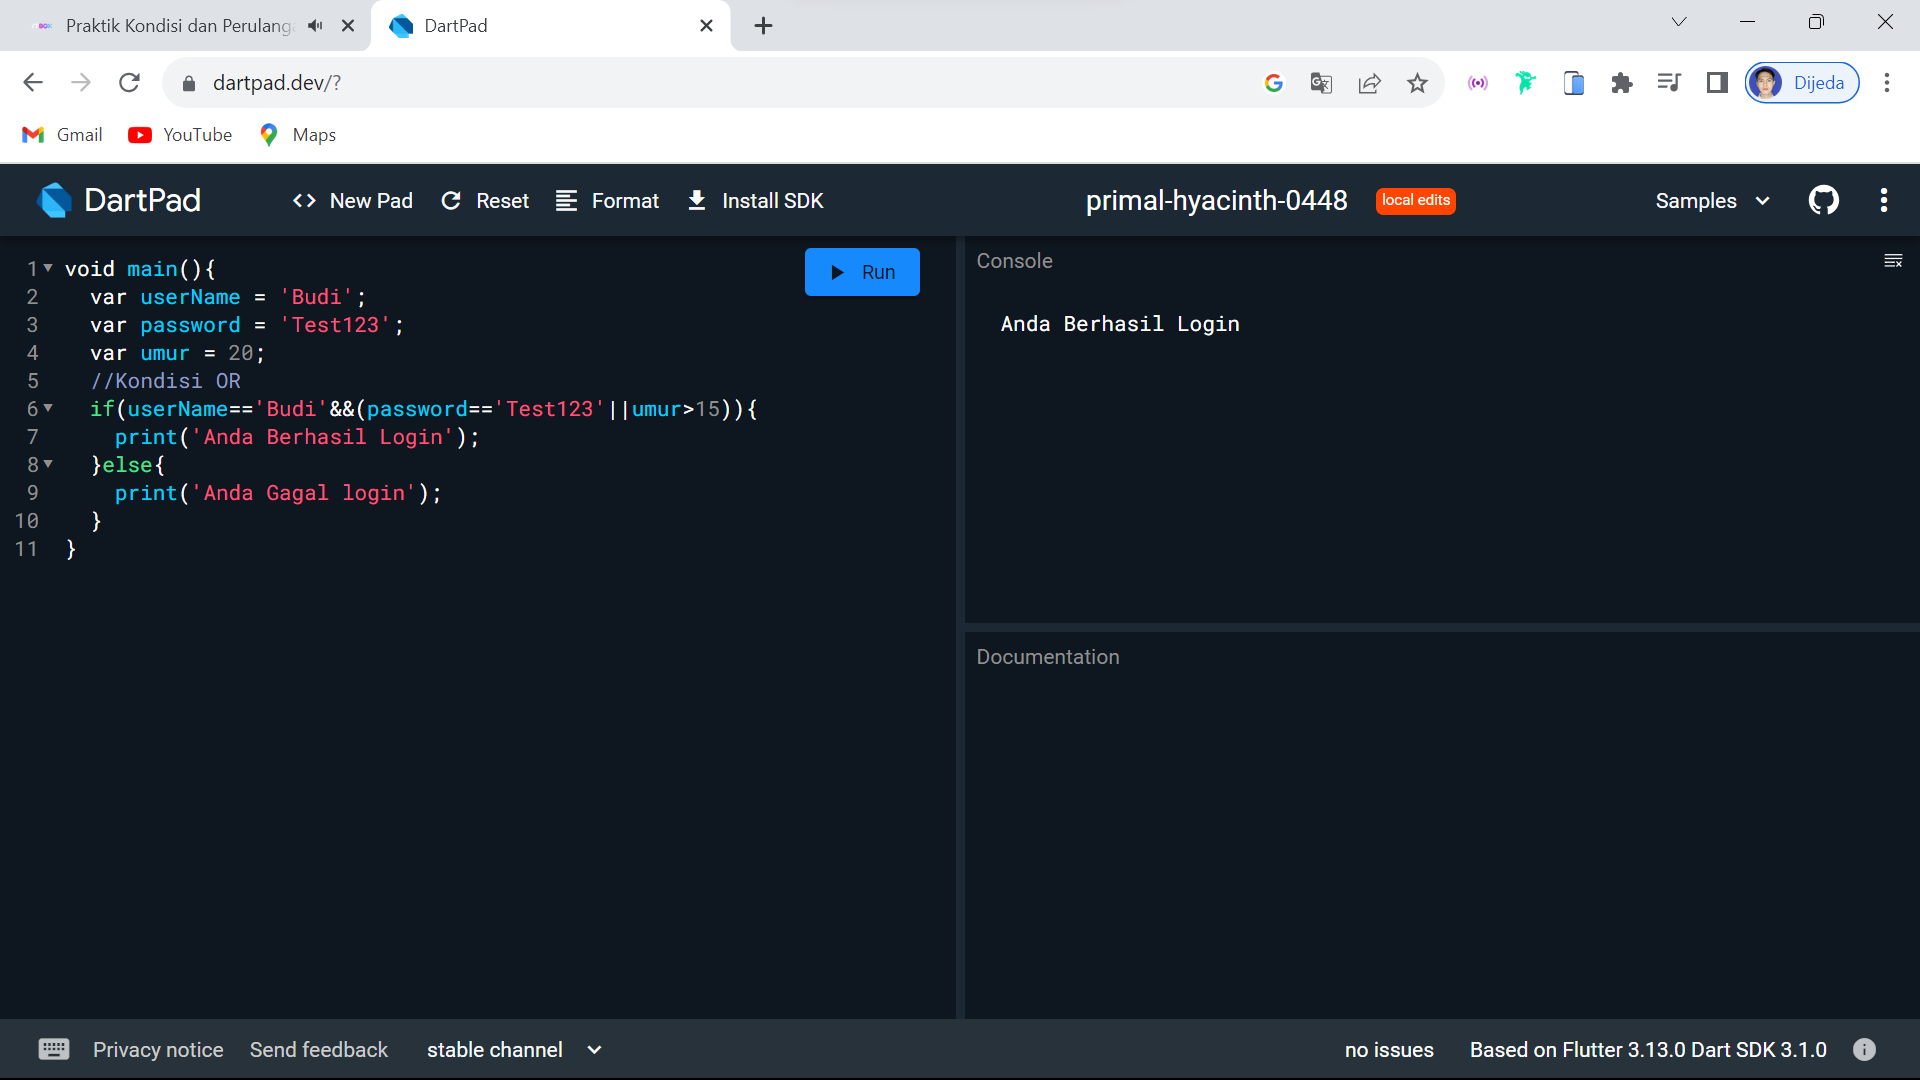 Praktik Kondisi dan Perulang
DartPad
dartpad.dev/?
Dijeda
Gmail
YouTube
Maps
DartPad
<> New Pad
Reset
Format
Install SDK
primal-hyacinth-0448
local edits
Samples
1 void main(){
2 var userName = 'Budi';
3 var password = 'Test123';
4 var umur = 20;
5 //Kondisi OR
6 if(userName=='Budi'&&(password=='Test123'||umur>15)){
7 print('Anda Berhasil Login');
8 }else{
9 print('Anda Gagal login');
10 }
11 }
Run
Console
Anda Berhasil Login
Documentation
Privacy notice
Send feedback
stable channel
no issues
Based on Flutter 3.13.0 Dart SDK 3.1.0